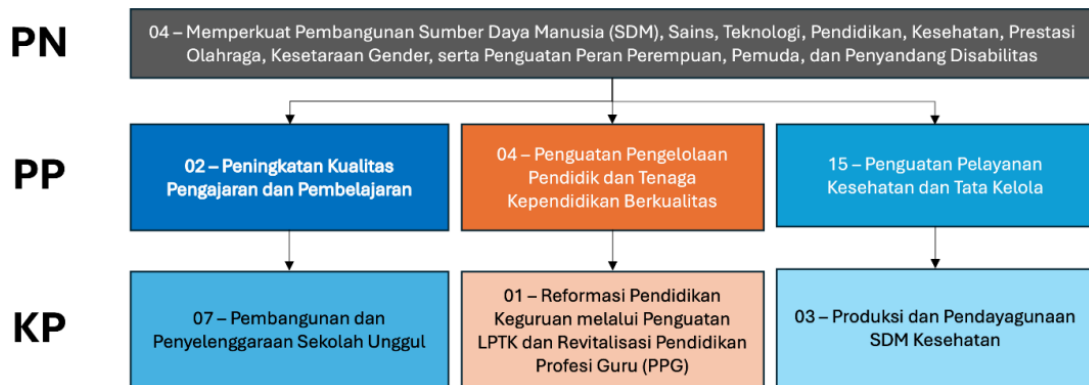 PN
04 – Memperkuat Pembangunan Sumber Daya Manusia (SDM), Sains, Teknologi, Pendidikan, Kesehatan, Prestasi
Olahraga, Kesetaraan Gender, serta Penguatan Peran Perempuan, Pemuda, dan Penyandang Disabilitas
PP
02 – Peningkatan Kualitas
Pengajaran dan Pembelajaran
04 – Penguatan Pengelolaan
Pendidik dan Tenaga
Kependidikan Berkualitas
15 – Penguatan Pelayanan
Kesehatan dan Tata Kelola
KP
07 – Pembangunan dan
Penyelenggaraan Sekolah Unggul
01 – Reformasi Pendidikan
Keguruan melalui Penguatan
LPTK dan Revitalisasi Pendidikan
Profesi Guru (PPG)
03 – Produksi dan Pendayagunaan
SDM Kesehatan